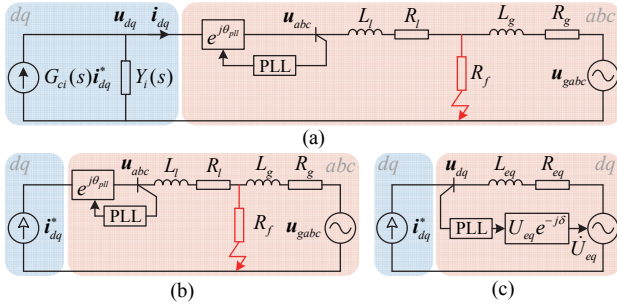 dq
u_dq i_dq
e^{jθ_pll}
u_abc
L_l R_l
L_g R_g
abc
PLL
G_ci(s)i*_dq
Y_i(s)
R_f
u_gabc
(a)
dq
e^{jθ_pll}
u_abc
L_l R_l L_g R_g
abc
PLL
i*_dq
R_f
u_gabc
(b)
dq
u_dq
L_eq R_eq
dq
i*_dq
PLL
U_eq e^{-jδ}
U̇_eq
(c)